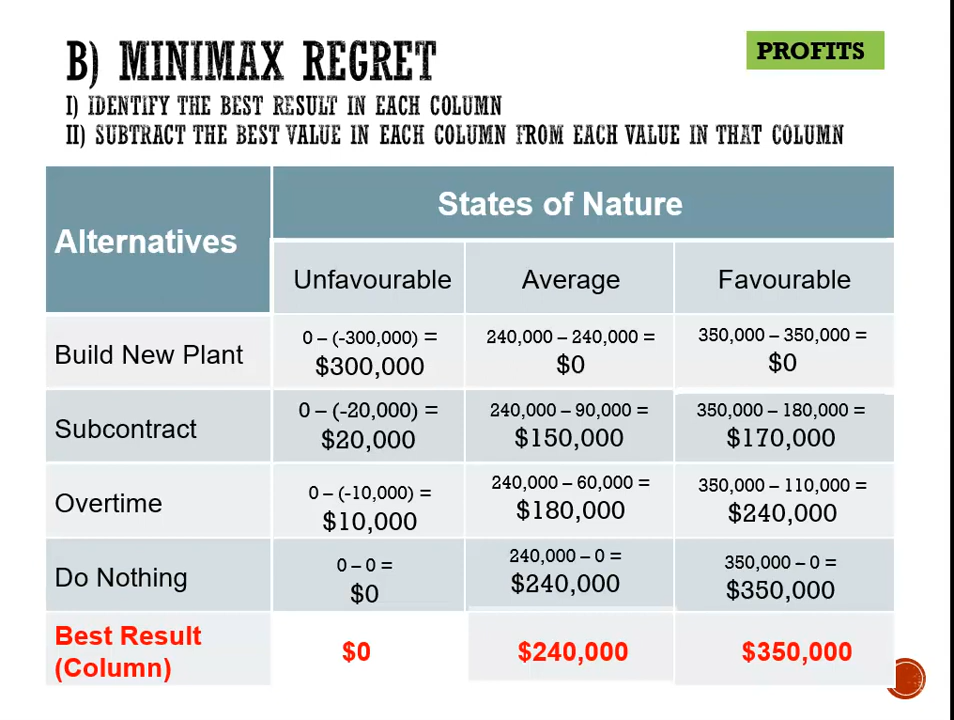 B) MINIMAX REGRET
PROFITS
I) IDENTIFY THE BEST RESULT IN EACH COLUMN
II) SUBTRACT THE BEST VALUE IN EACH COLUMN FROM EACH VALUE IN THAT COLUMN
Alternatives
States of Nature
Unfavourable
Average
Favourable
Build New Plant
0 – (-300,000) =
$300,000
240,000 – 240,000 =
$0
350,000 – 350,000 =
$0
Subcontract
0 – (-20,000) =
$20,000
240,000 – 90,000 =
$150,000
350,000 – 180,000 =
$170,000
Overtime
0 – (-10,000) =
$10,000
240,000 – 60,000 =
$180,000
350,000 – 110,000 =
$240,000
Do Nothing
0 – 0 =
$0
240,000 – 0 =
$240,000
350,000 – 0 =
$350,000
Best Result
(Column)
$0
$240,000
$350,000